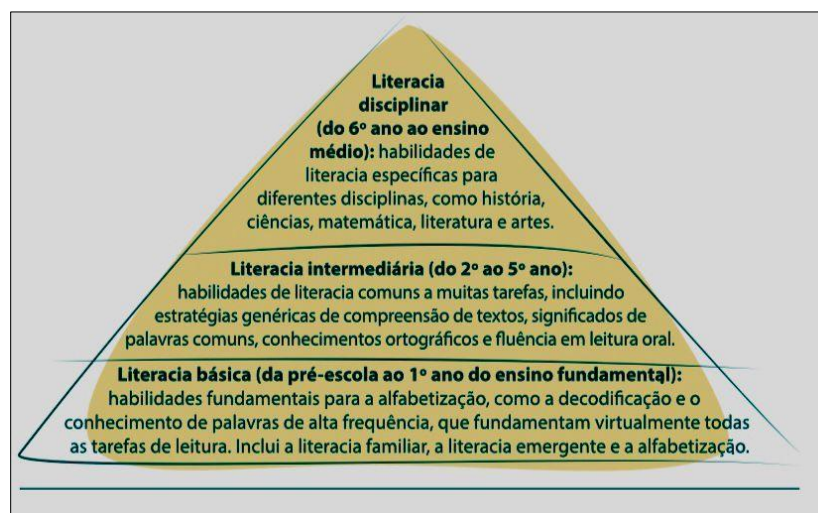 Literacia
disciplinar
(do 6º ano ao ensino
médio): habilidades de
literacia específicas para
diferentes disciplinas, como história,
ciências, matemática, literatura e artes.
Literacia intermediária (do 2º ao 5º ano):
habilidades de literacia comuns a muitas tarefas, incluindo
estratégias genéricas de compreensão de textos, significados de
palavras comuns, conhecimentos ortográficos e fluência em leitura oral.
Literacia básica (da pré-escola ao 1º ano do ensino fundamental):
habilidades fundamentais para a alfabetização, como a decodificação e o
conhecimento de palavras de alta frequência, que fundamentam virtualmente todas
as tarefas de leitura. Inclui a literacia familiar, a literacia emergente e a alfabetização.